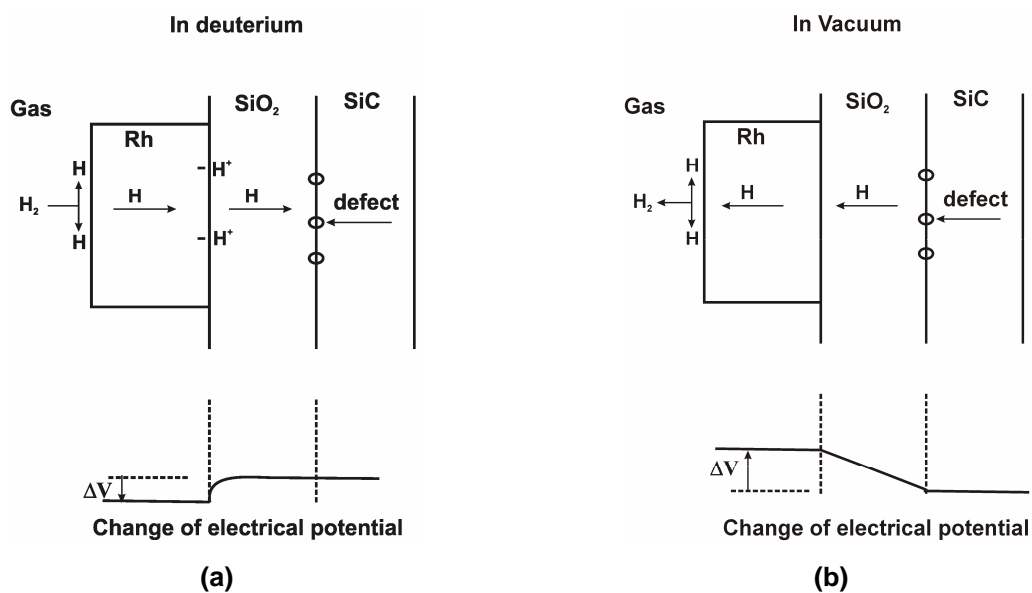 In deuterium
Gas
SiO₂
SiC
Rh
H
H⁺
H₂
H
H
defect
H
H⁺
ΔV
Change of electrical potential
(a)
In Vacuum
Gas
SiO₂
SiC
Rh
H
H₂
H
H
defect
H
ΔV
Change of electrical potential
(b)